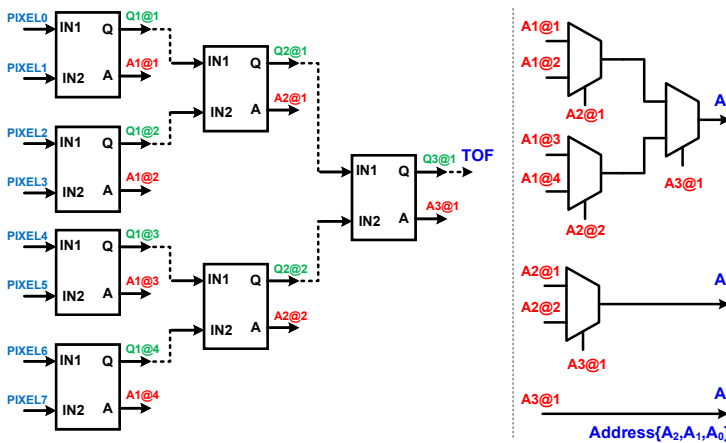 PIXEL0
IN1
Q
Q1@1
PIXEL1
IN2
A
A1@1
PIXEL2
IN1
Q
Q1@2
PIXEL3
IN2
A
A1@2
PIXEL4
IN1
Q
Q1@3
PIXEL5
IN2
A
A1@3
PIXEL6
IN1
Q
Q1@4
PIXEL7
IN2
A
A1@4
IN1
Q
Q2@1
IN2
A
A2@1
IN1
Q
Q2@2
IN2
A
A2@2
IN1
Q
Q3@1
TOF
IN2
A
A3@1
A1@1
A1@2
A2@1
A1@3
A1@4
A2@2
A3@1
A
A2@1
A2@2
A3@1
A
A3@1
A
Address{A2,A1,A0}